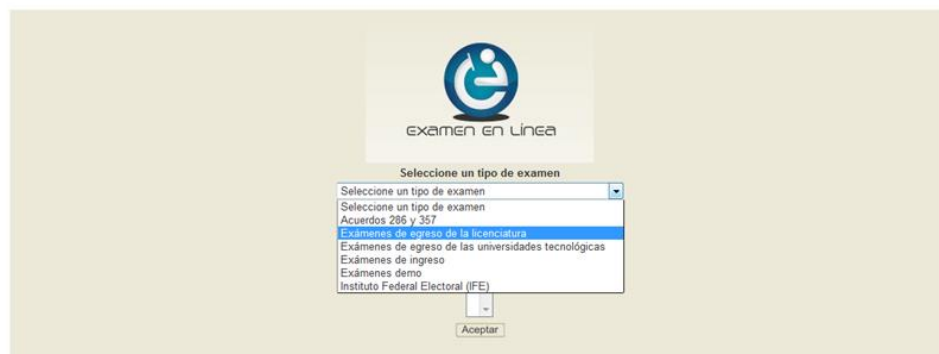 examen en Línea
Seleccione un tipo de examen
Seleccione un tipo de examen
Seleccione un tipo de examen
Acuerdos 286 y 357
Exámenes de egreso de la licenciatura
Exámenes de egreso de las universidades tecnológicas
Exámenes de ingreso
Exámenes demo
Instituto Federal Electoral (IFE)
Aceptar